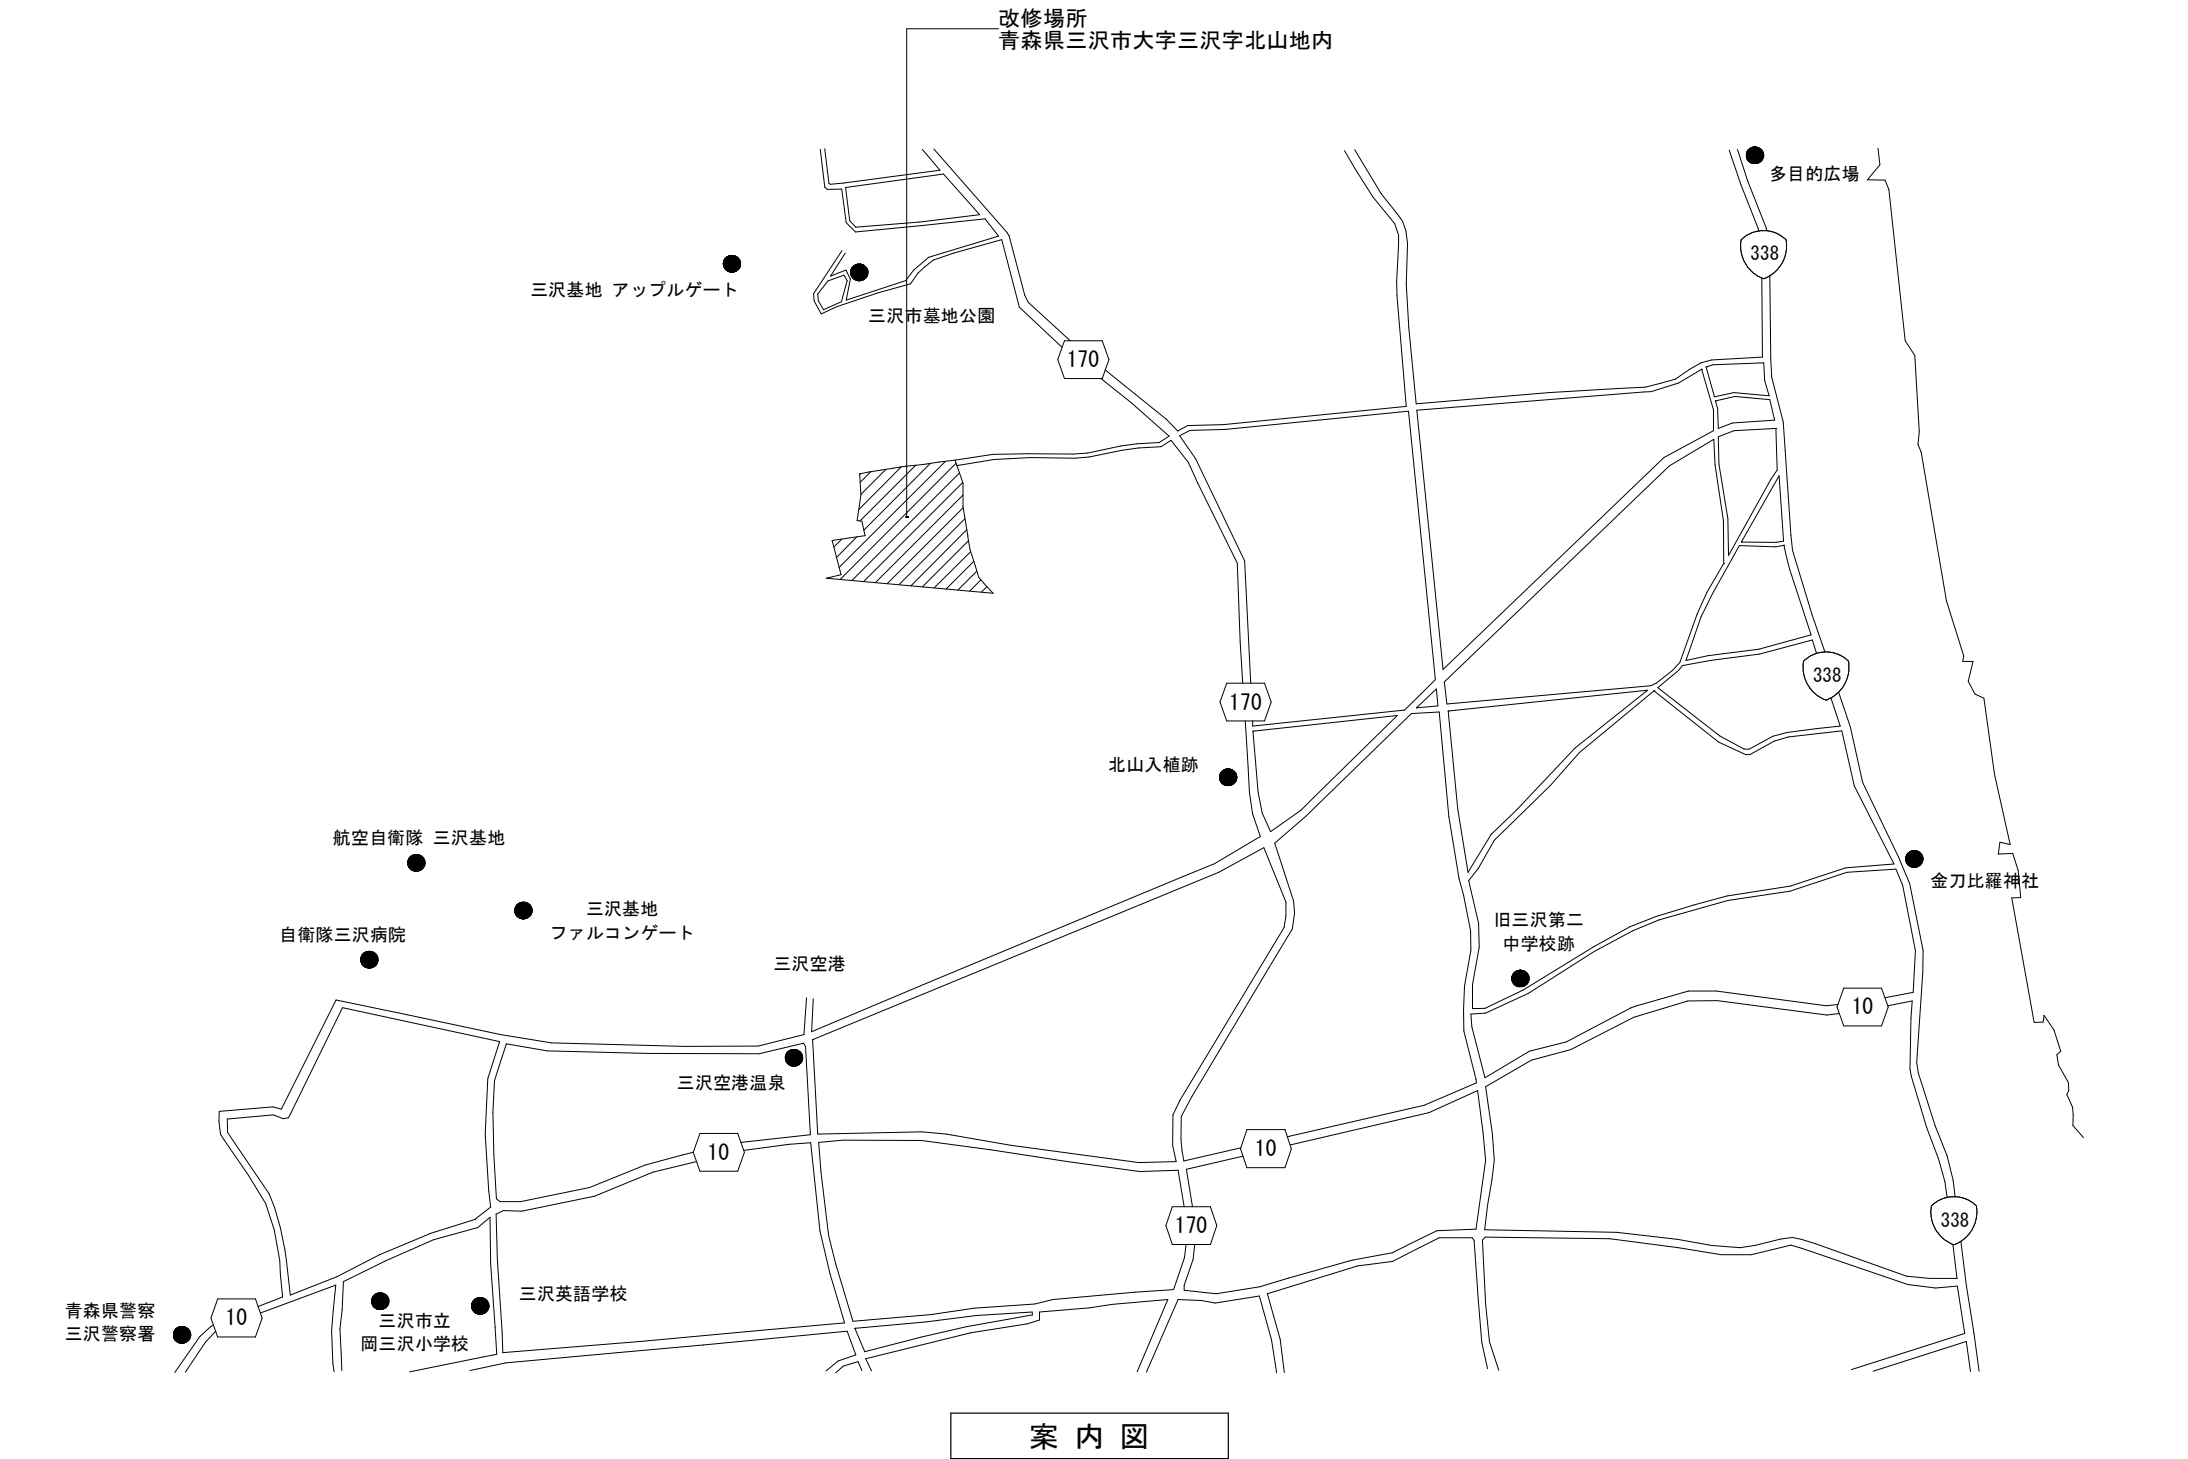 改修場所
青森県三沢市大字三沢字北山地内
多目的広場
338
三沢基地 アップルゲート
三沢市墓地公園
170
338
170
北山入植跡
航空自衛隊 三沢基地
三沢基地
ファルコンゲート
自衛隊三沢病院
金刀比羅神社
旧三沢第二
中学校跡
三沢空港
10
三沢空港温泉
10
10
170
338
三沢英語学校
青森県警察
三沢警察署
10
三沢市立
岡三沢小学校
案内図